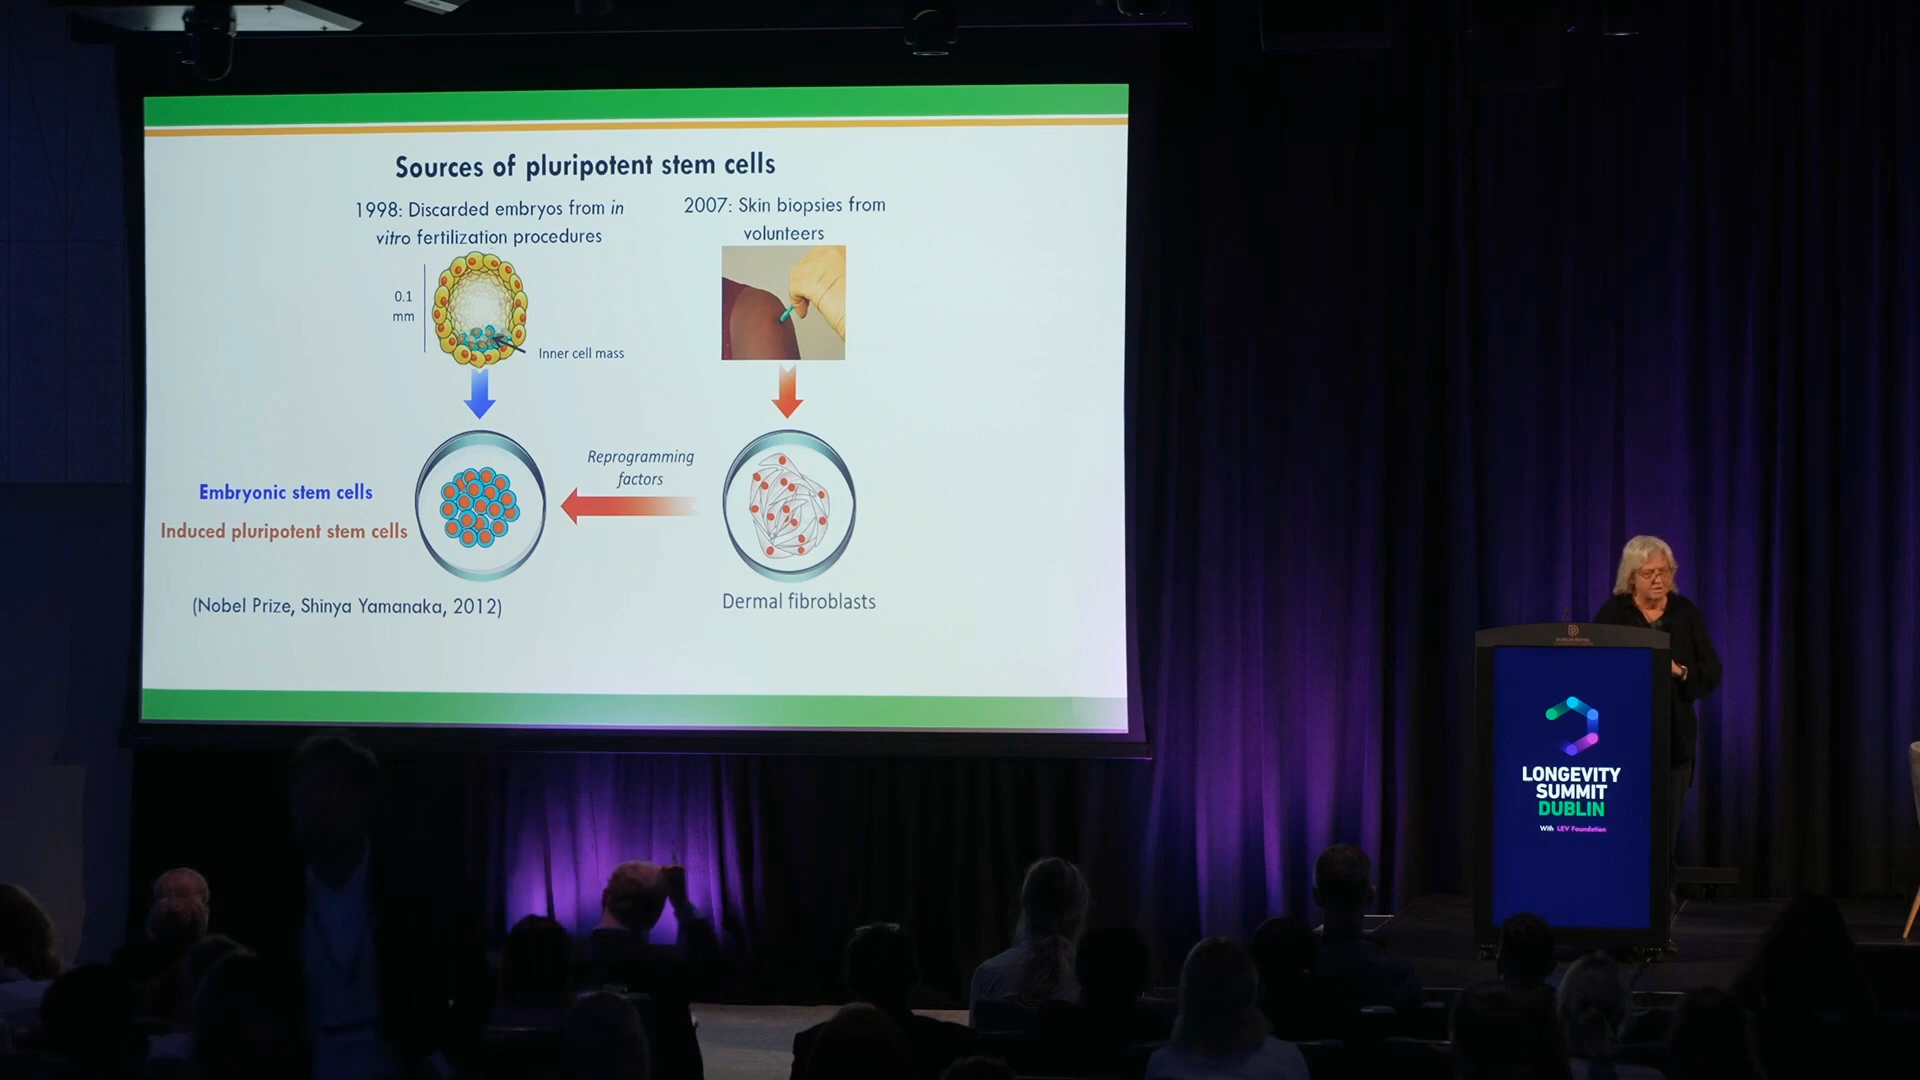 Sources of pluripotent stem cells
1998: Discarded embryos from in
vitro fertilization procedures
2007: Skin biopsies from
volunteers
0.1
mm
Inner cell mass
Reprogramming
factors
Embryonic stem cells
Induced pluripotent stem cells
(Nobel Prize, Shinya Yamanaka, 2012)
Dermal fibroblasts
LONGEVITY
SUMMIT
DUBLIN
With LEV Foundation